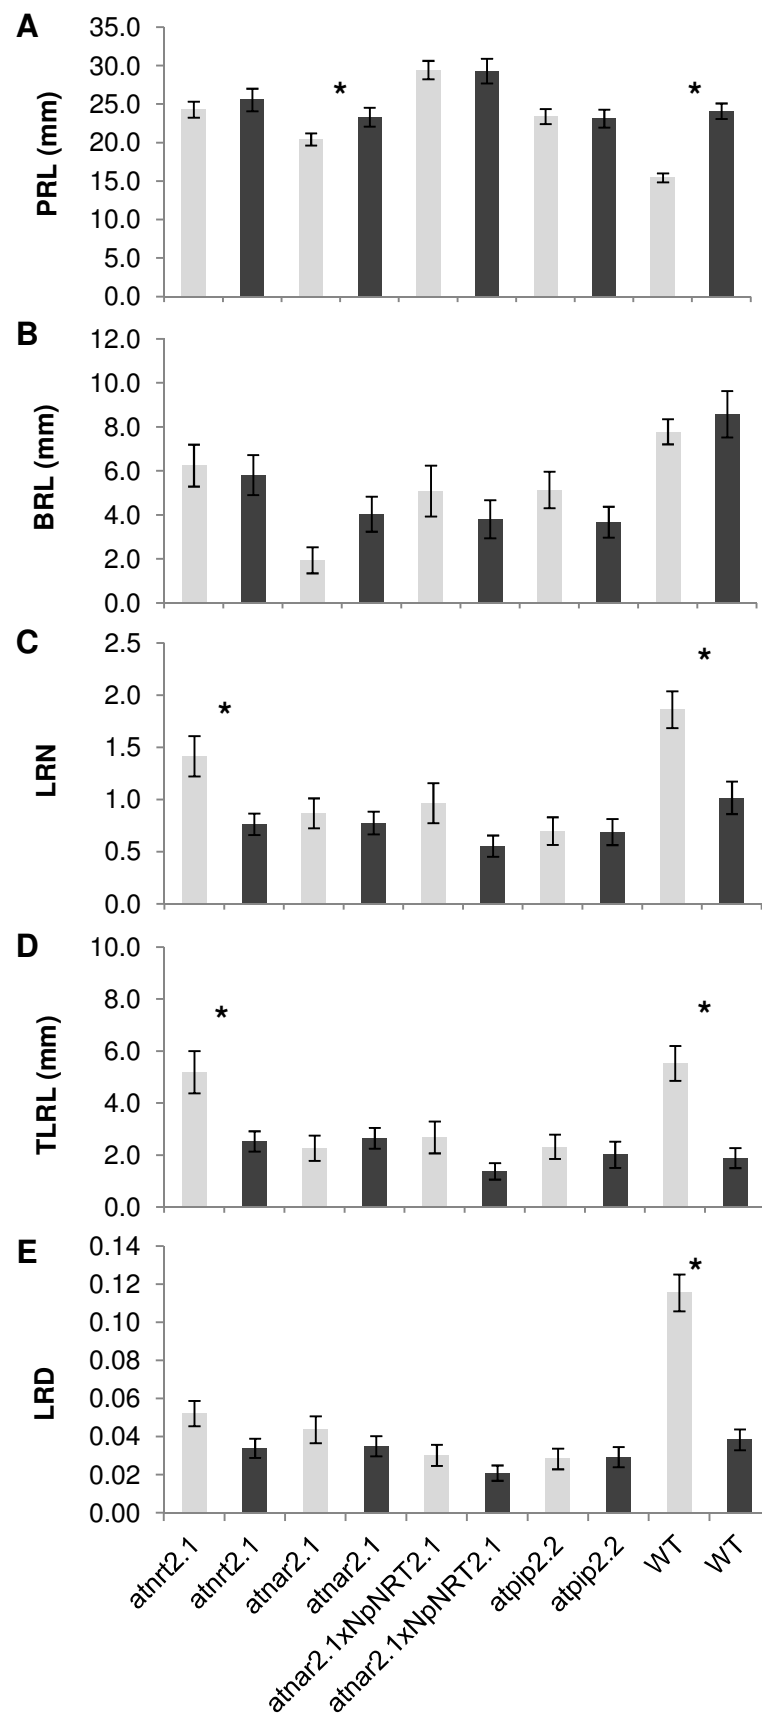 A
PRL (mm)
35.0
30.0
25.0
20.0
15.0
10.0
5.0
0.0
*
*
B
BRL (mm)
12.0
10.0
8.0
6.0
4.0
2.0
0.0
C
LRN
2.5
2.0
1.5
1.0
0.5
0.0
*
*
D
TLRL (mm)
10.0
8.0
6.0
4.0
2.0
0.0
*
*
E
LRD
0.14
0.12
0.10
0.08
0.06
0.04
0.02
0.00
*
atnrt2.1
atnrt2.1
atnar2.1
atnar2.1
atnar2.1xNpNRT2.1
atnar2.1xNpNRT2.1
atpip2.2
atpip2.2
WT
WT